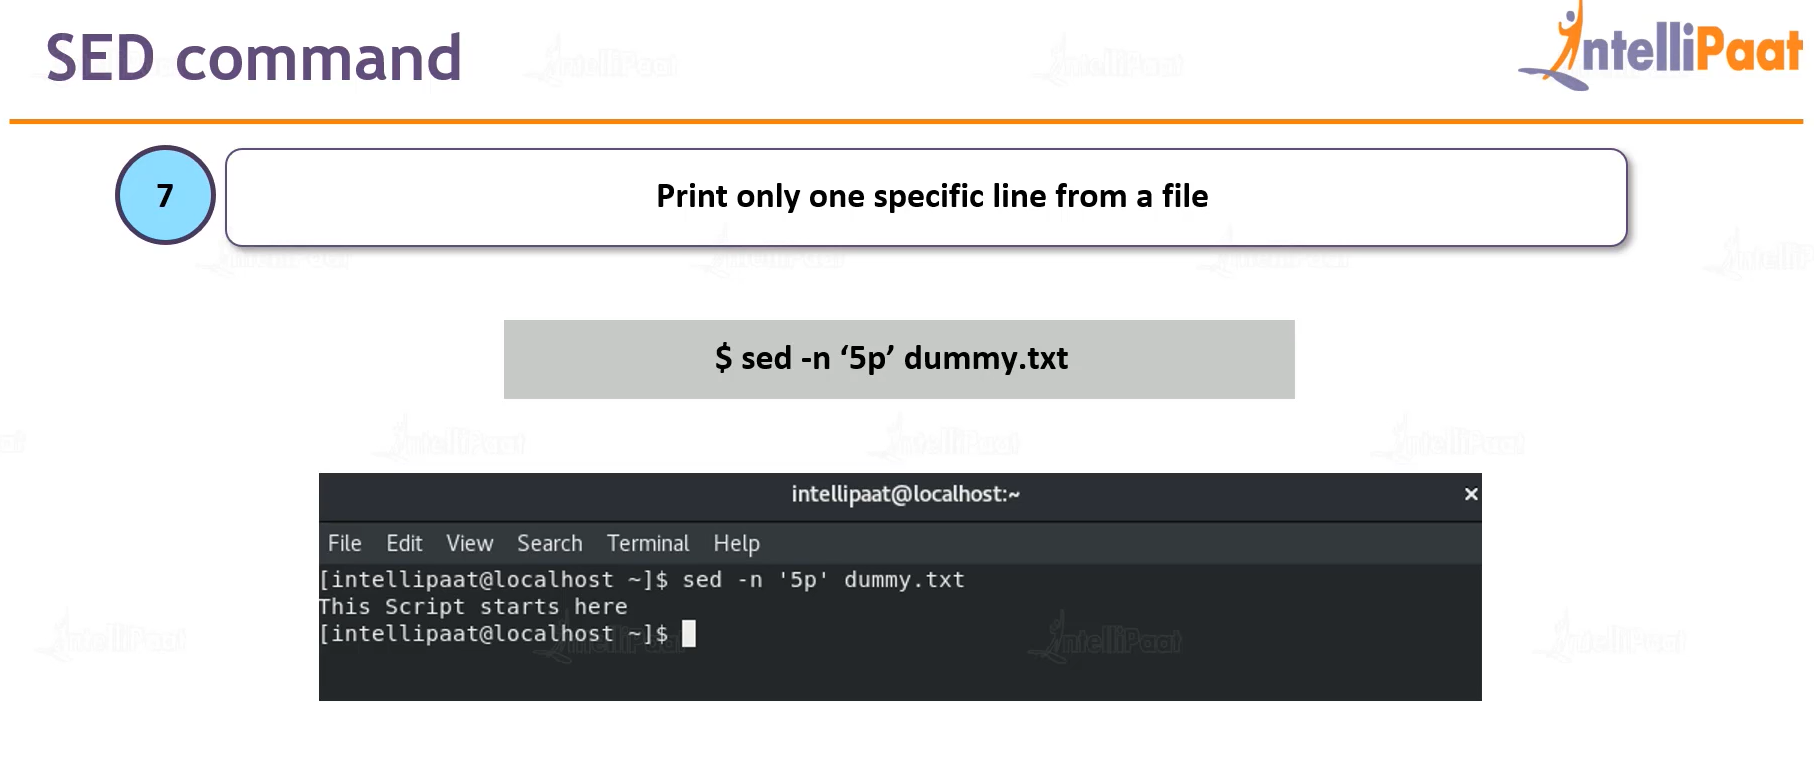 SED command
IntelliPaat
7
Print only one specific line from a file
$ sed -n ‘5p’ dummy.txt
intellipaat@localhost:~ ×
File Edit View Search Terminal Help
[intellipaat@localhost ~]$ sed -n '5p' dummy.txt
This Script starts here
[intellipaat@localhost ~]$